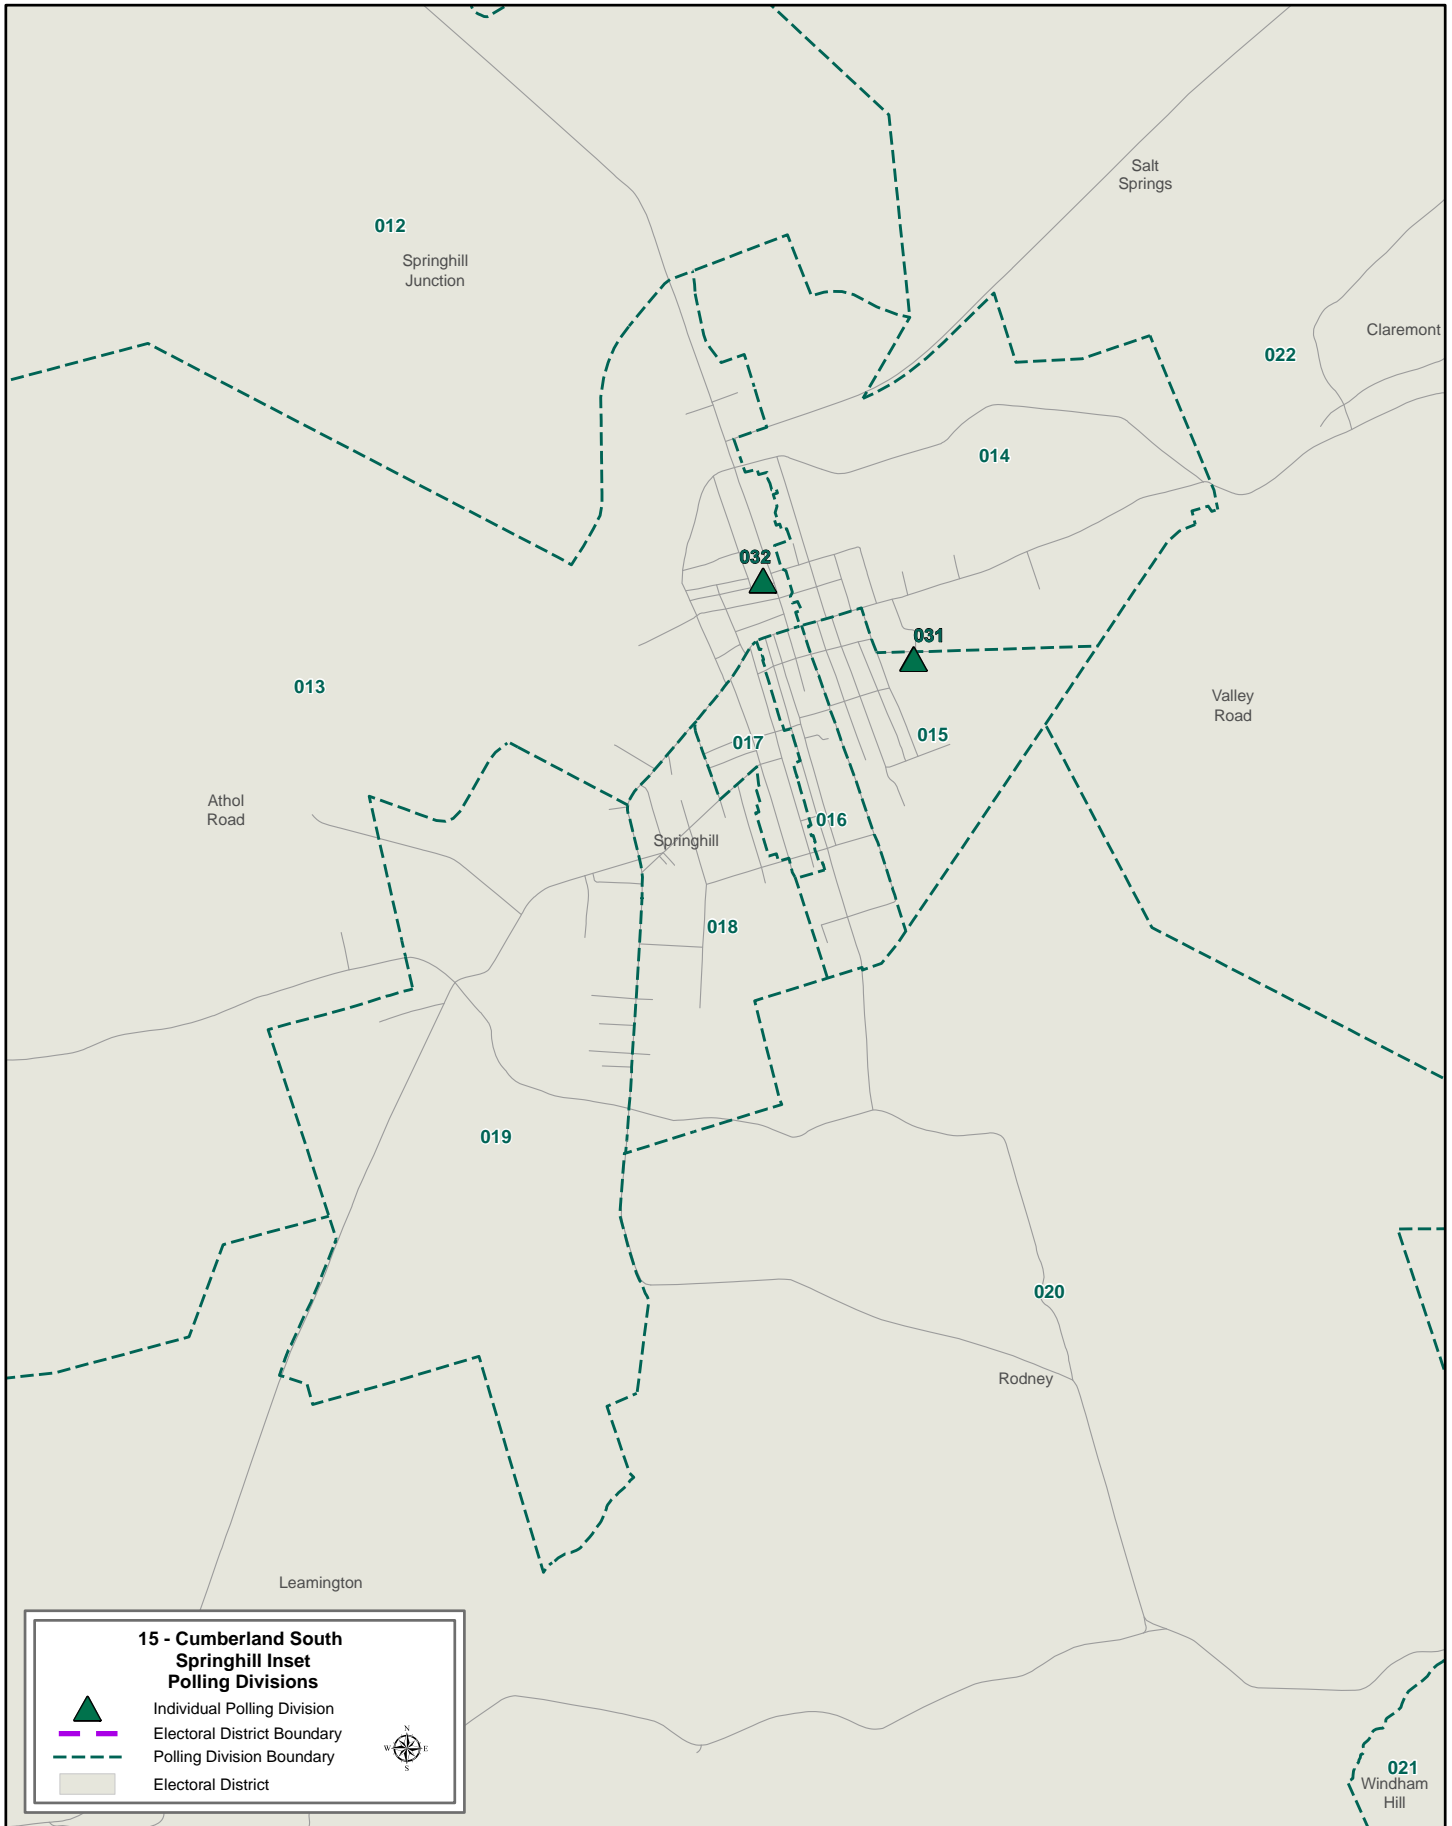 Salt
Springs
012
Springhill
Junction
Claremont
022
014
032
031
013
Valley
Road
015
017
Athol
Road
016
Springhill
018
019
020
Rodney
Leamington
15 - Cumberland South
Springhill Inset
Polling Divisions
Individual Polling Division
Electoral District Boundary
Polling Division Boundary
Electoral District
N
W
E
S
021
Windham
Hill